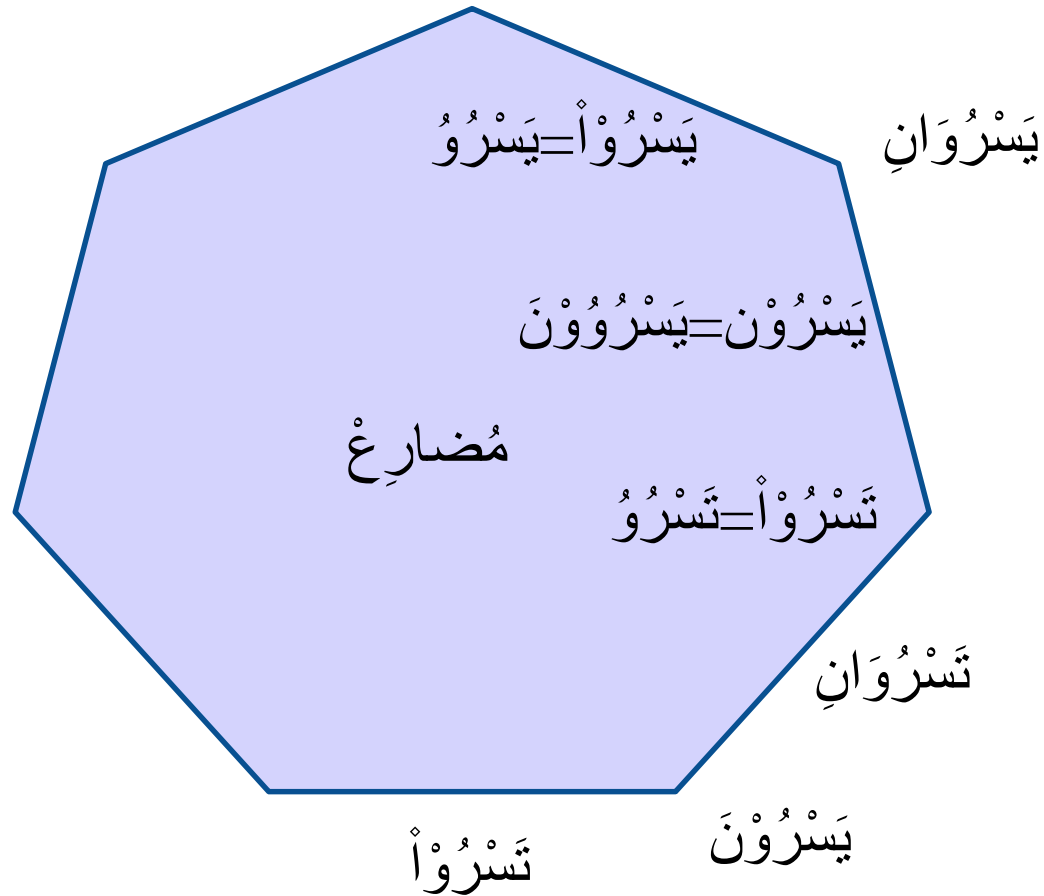 يَسْرُوْاْ=يَسْرُوُ
يَسْرُوَانِ
يَسْرُوْن=يَسْرُوُوْنَ
مُضارِعْ
تَسْرُوْاْ=تَسْرُوُ
تَسْرُوَانِ
يَسْرُوْنَ
تَسْرُوْاْ